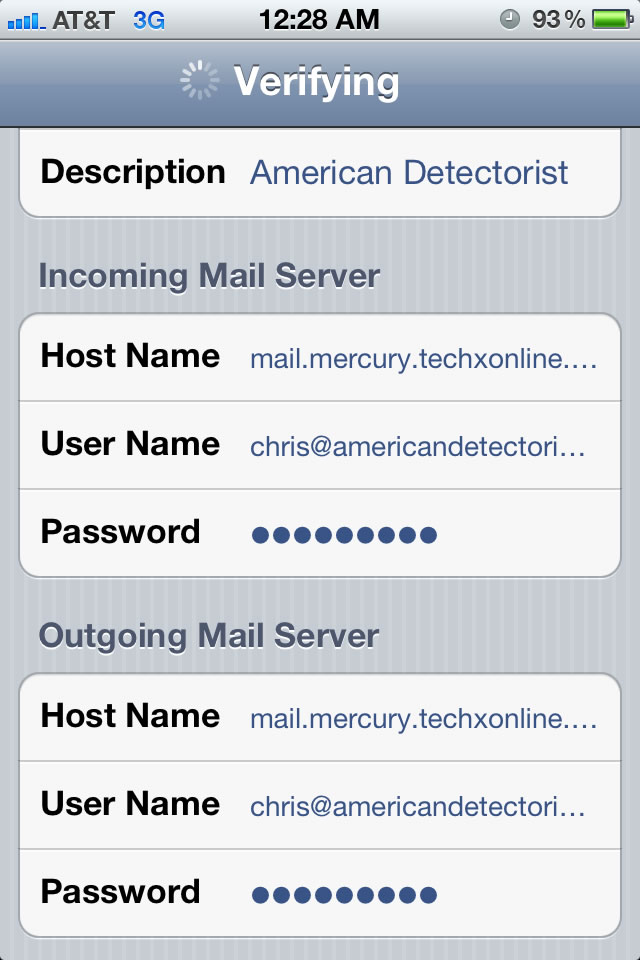 AT&T 3G 12:28 AM 93%
Verifying
Description American Detectorist
Incoming Mail Server
Host Name mail.mercury.techxonline.…
User Name chris@americandetectori…
Password ●●●●●●●●●
Outgoing Mail Server
Host Name mail.mercury.techxonline.…
User Name chris@americandetectori…
Password ●●●●●●●●●